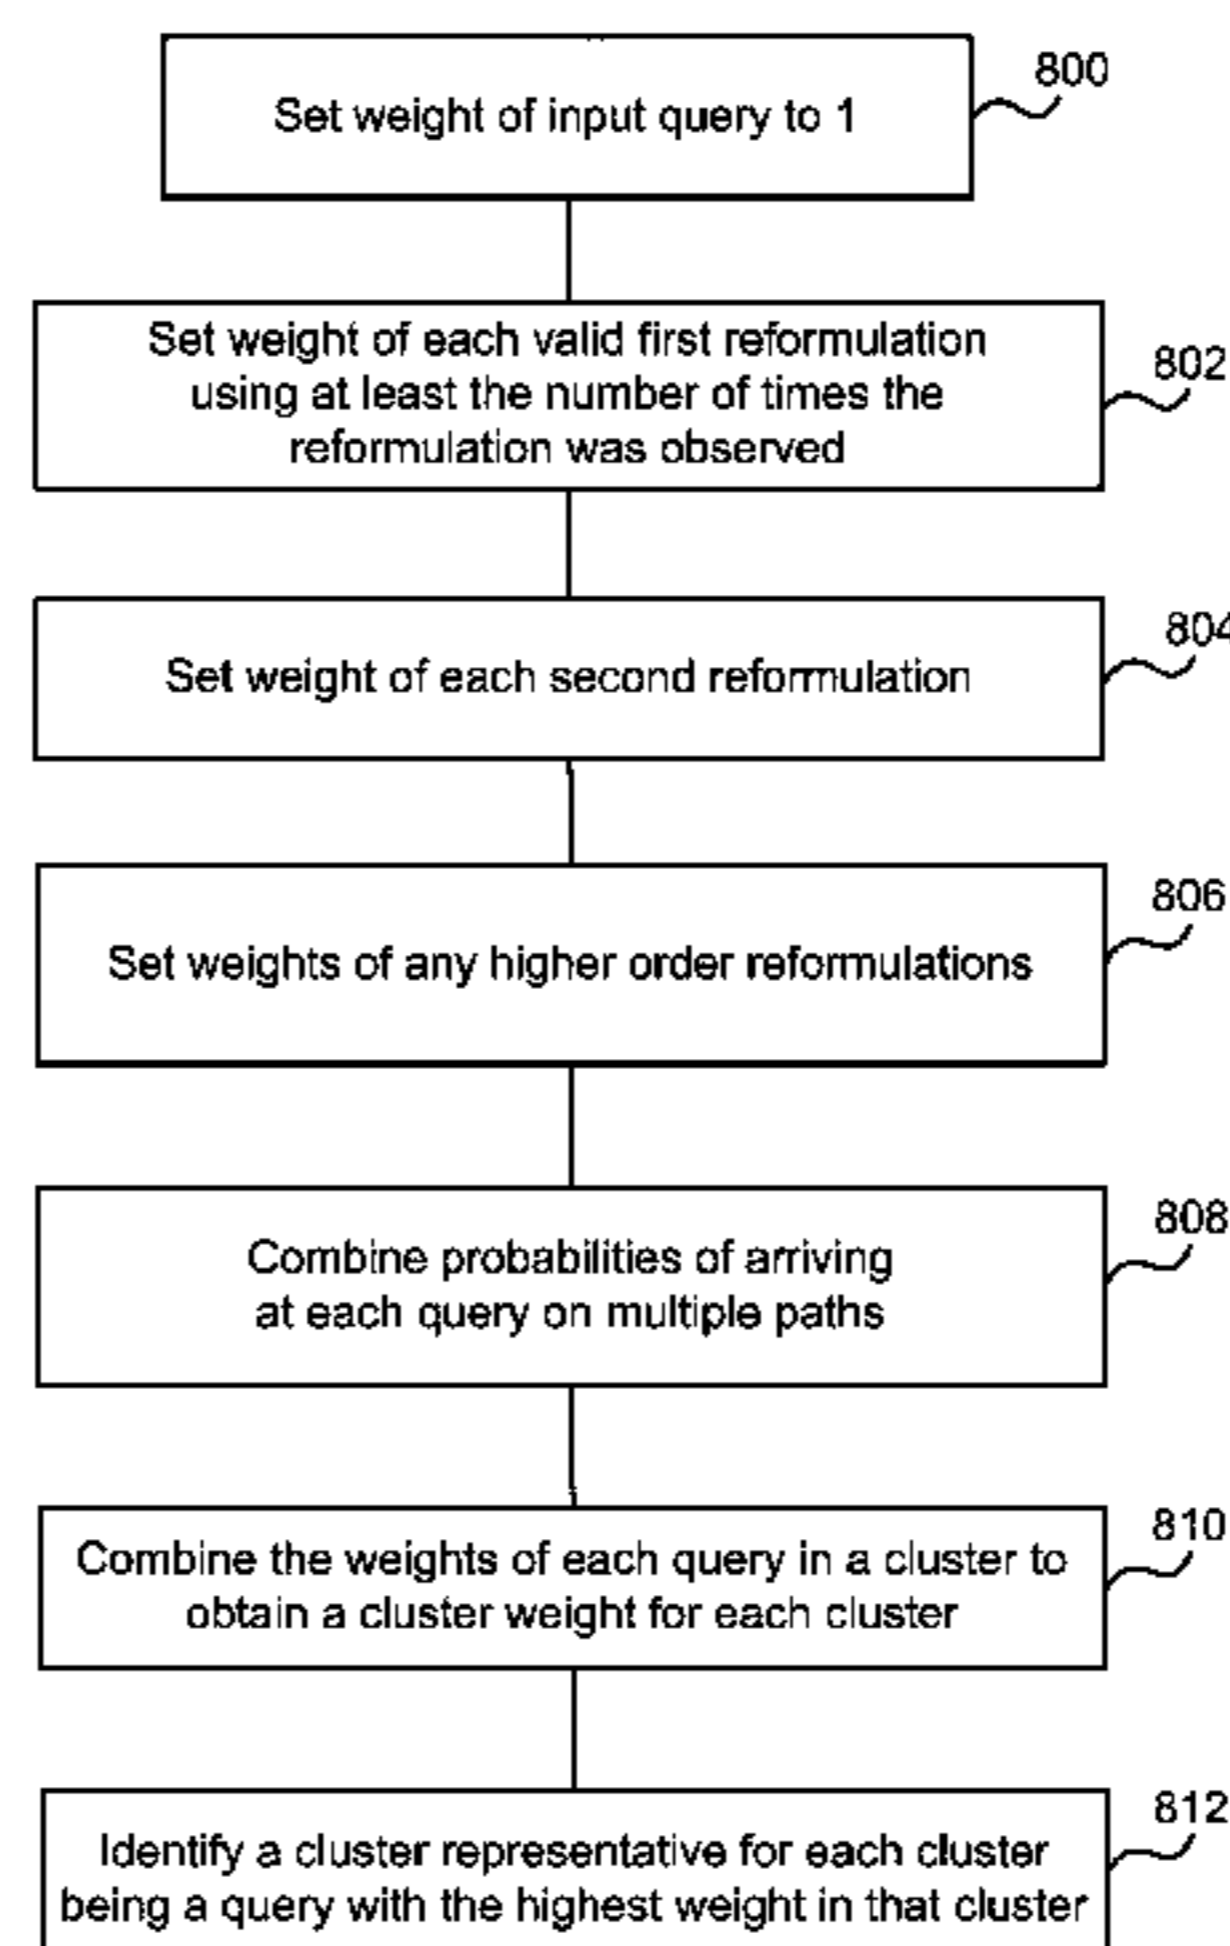 Set weight of input query to 1
800
Set weight of each valid first reformulation
using at least the number of times the
reformulation was observed
802
Set weight of each second reformulation
804
Set weights of any higher order reformulations
806
Combine probabilities of arriving
at each query on multiple paths
808
Combine the weights of each query in a cluster to
obtain a cluster weight for each cluster
810
Identify a cluster representative for each cluster
being a query with the highest weight in that cluster
812